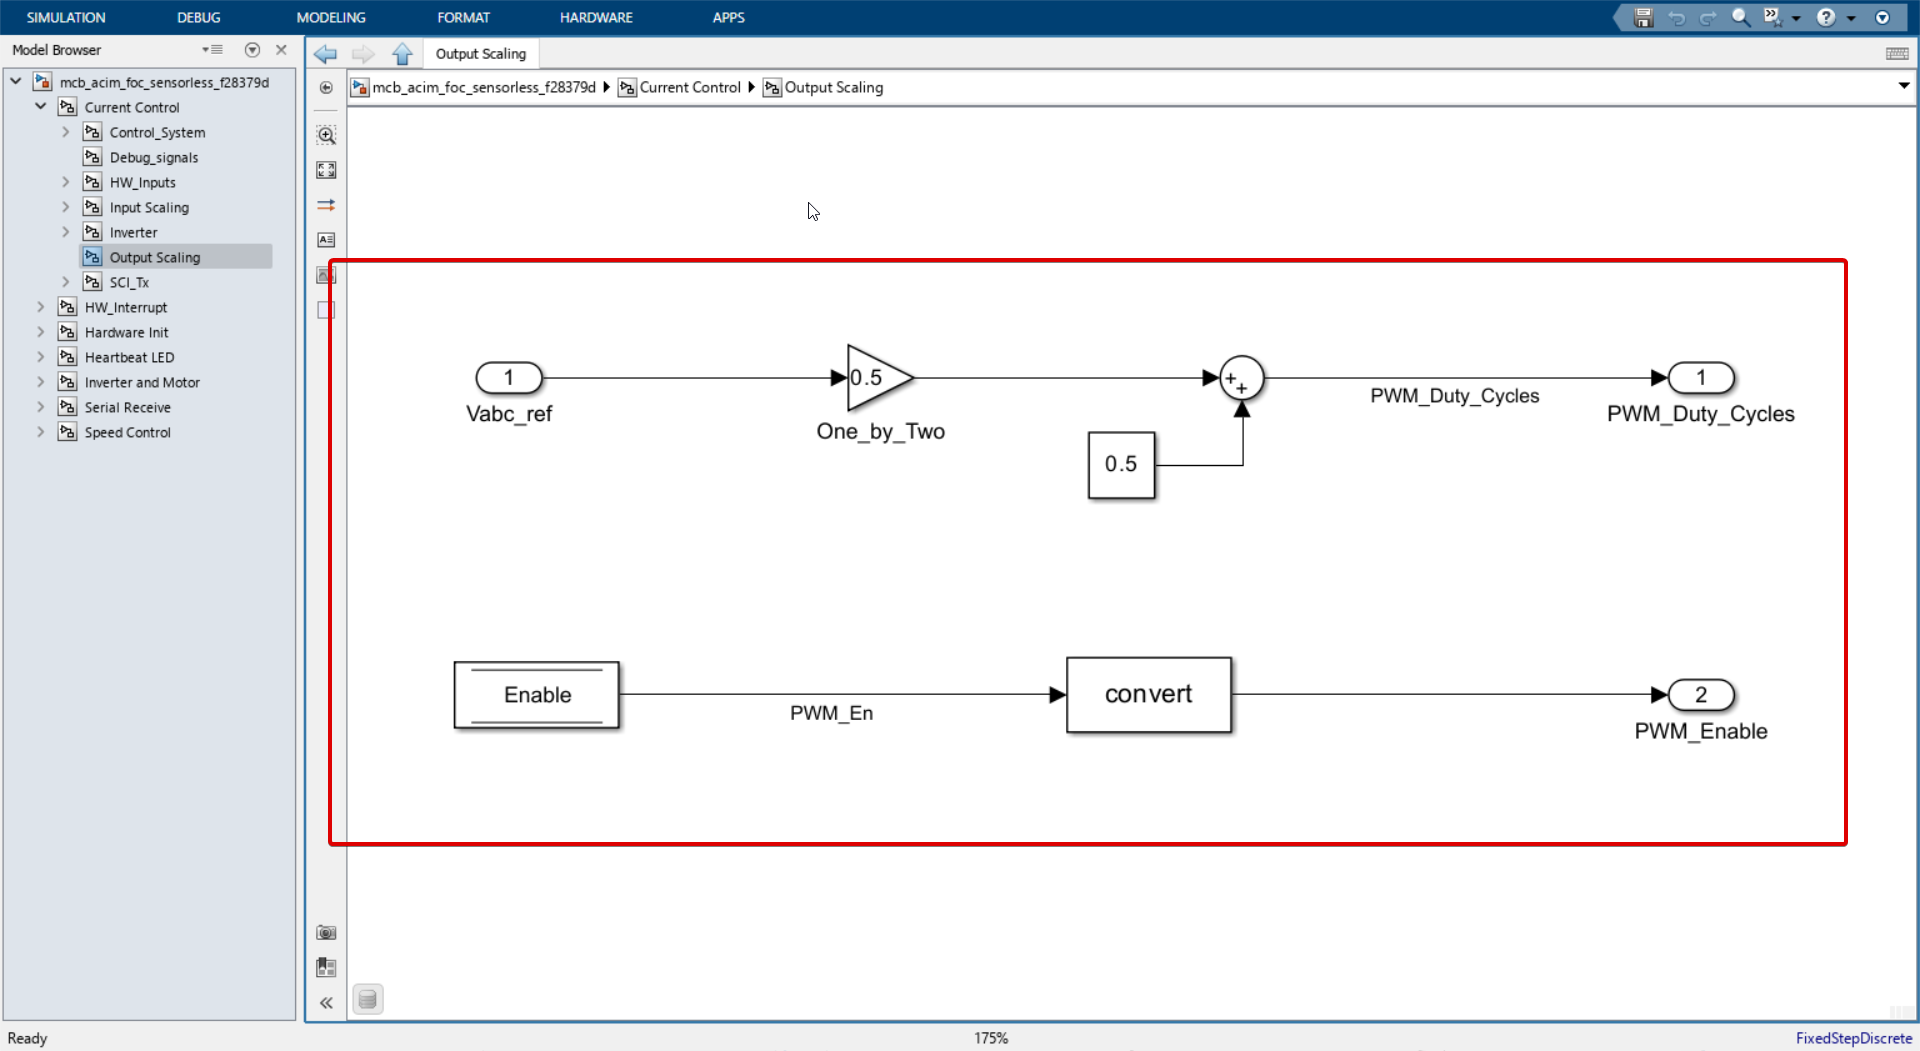 SIMULATION DEBUG MODELING FORMAT HARDWARE APPS
Model Browser
Output Scaling
mcb_acim_foc_sensorless_f28379d
Current Control
Control_System
Debug_signals
HW_Inputs
Input Scaling
Inverter
Output Scaling
SCI_Tx
HW_Interrupt
Hardware Init
Heartbeat LED
Inverter and Motor
Serial Receive
Speed Control
mcb_acim_foc_sensorless_f28379d Current Control Output Scaling
1
Vabc_ref
0.5
One_by_Two
0.5
PWM_Duty_Cycles
1
PWM_Duty_Cycles
Enable
PWM_En
convert
2
PWM_Enable
Ready
175%
FixedStepDiscrete